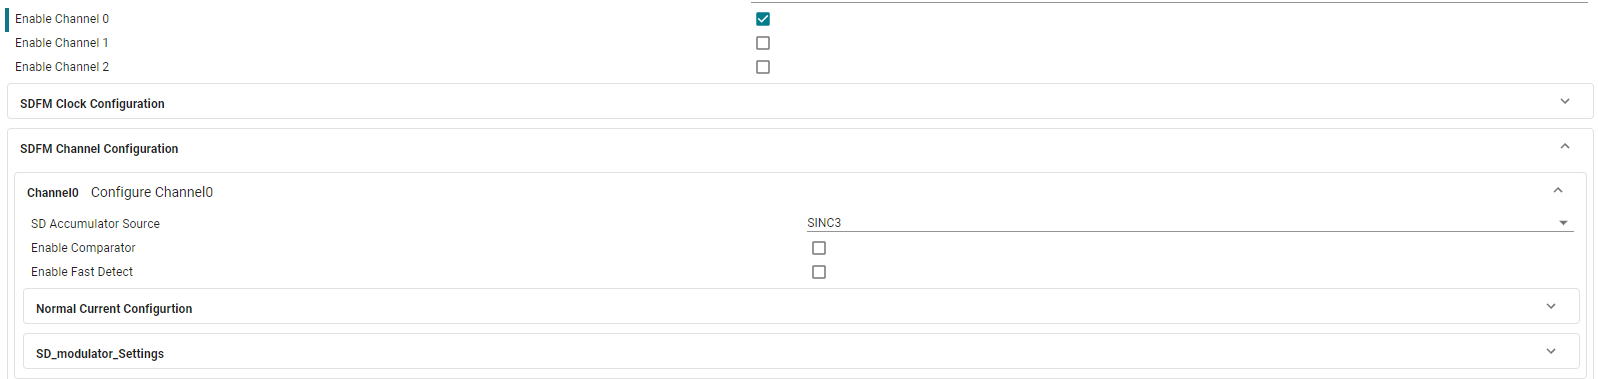 Enable Channel 0
Enable Channel 1
Enable Channel 2
SDFM Clock Configuration
SDFM Channel Configuration
Channel0 Configure Channel0
SD Accumulator Source SINC3
Enable Comparator
Enable Fast Detect
Normal Current Configurtion
SD_modulator_Settings